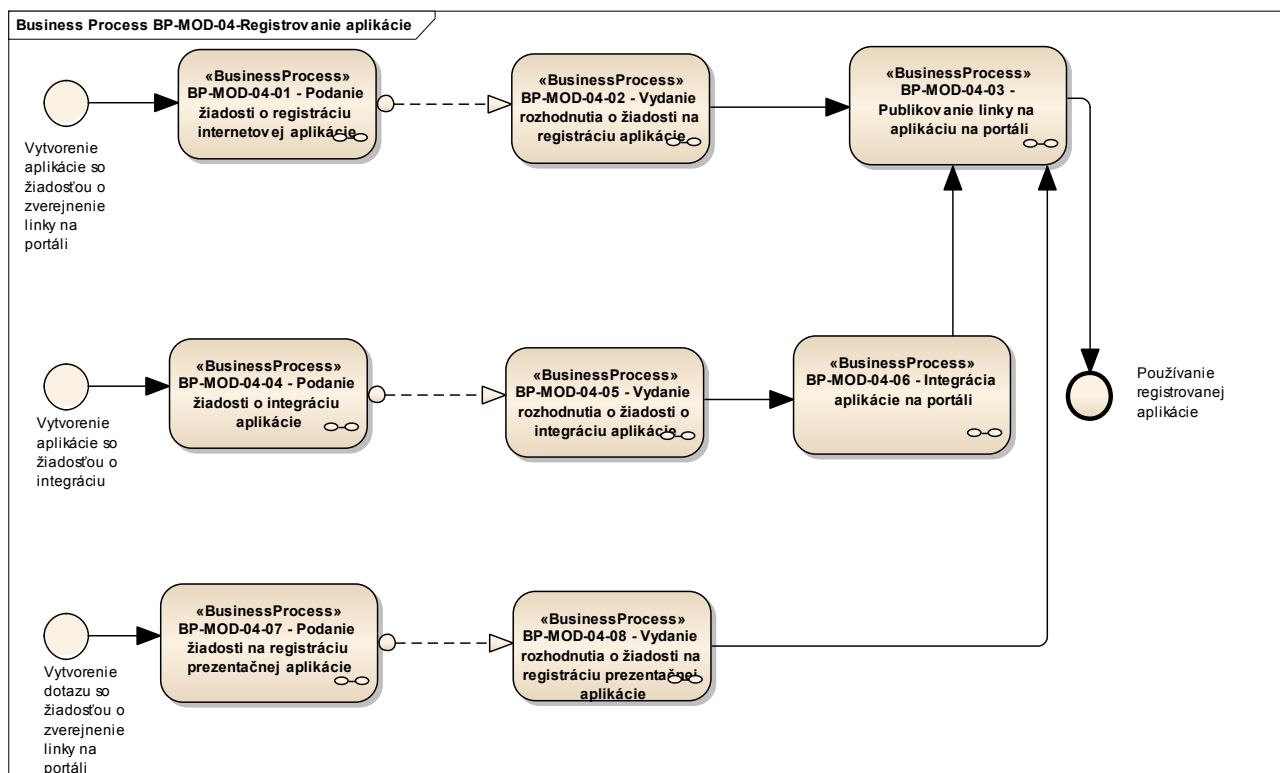 Business Process BP-MOD-04-Registrovanie aplikácie
«BusinessProcess»
BP-MOD-04-01 - Podanie
žiadosti o registráciu
internetovej aplikácie
«BusinessProcess»
BP-MOD-04-02 - Vydanie
rozhodnutia o žiadosti na
registráciu aplikácie
«BusinessProcess»
BP-MOD-04-03 -
Publikovanie linky na
aplikáciu na portáli
Vytvorenie
aplikácie so
žiadosťou o
zverejnenie
linky na
portáli
«BusinessProcess»
BP-MOD-04-04 - Podanie
žiadosti o integráciu
aplikácie
«BusinessProcess»
BP-MOD-04-05 - Vydanie
rozhodnutia o žiadosti o
integráciu aplikácie
«BusinessProcess»
BP-MOD-04-06 - Integrácia
aplikácie na portáli
Používanie
registrovanej
aplikácie
Vytvorenie
aplikácie so
žiadosťou o
integráciu
«BusinessProcess»
BP-MOD-04-07 - Podanie
žiadosti na registráciu
prezentačnej aplikácie
«BusinessProcess»
BP-MOD-04-08 - Vydanie
rozhodnutia o žiadosti na
registráciu prezentačnej
aplikácie
Vytvorenie
dotazu so
žiadosťou o
zverejnenie
linky na
portáli